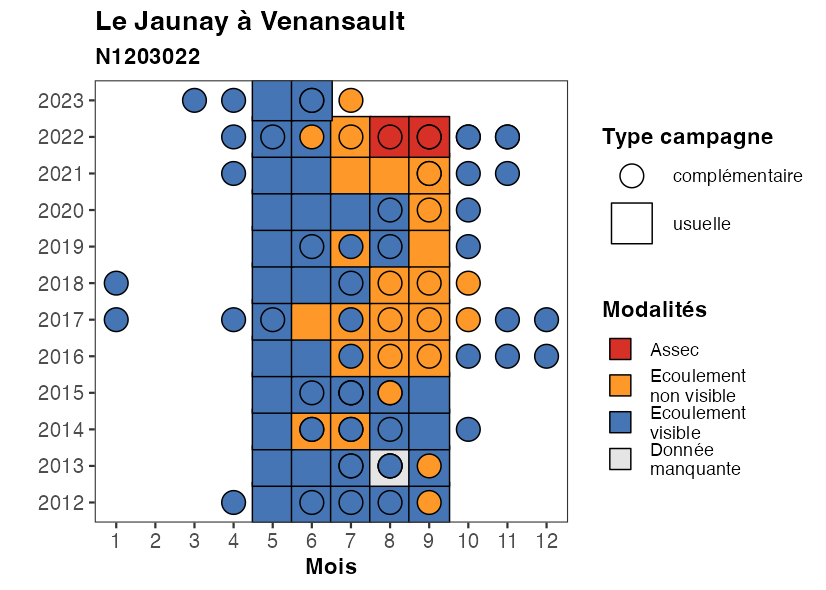 Le Jaunay à Venansault
N1203022
2023
2022
2021
2020
2019
2018
2017
2016
2015
2014
2013
2012
1 2 3 4 5 6 7 8 9 10 11 12
Mois
Type campagne
complémentaire
usuelle
Modalités
Assec
Ecoulement
non visible
Ecoulement
visible
Donnée
manquante